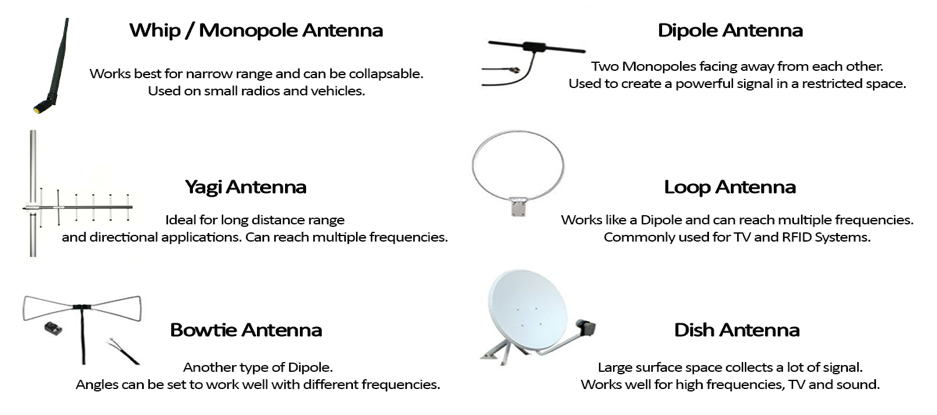 Whip / Monopole Antenna
Works best for narrow range and can be collapsable.
Used on small radios and vehicles.
Dipole Antenna
Two Monopoles facing away from each other.
Used to create a powerful signal in a restricted space.
Yagi Antenna
Ideal for long distance range
and directional applications. Can reach multiple frequencies.
Loop Antenna
Works like a Dipole and can reach multiple frequencies.
Commonly used for TV and RFID Systems.
Bowtie Antenna
Another type of Dipole.
Angles can be set to work well with different frequencies.
Dish Antenna
Large surface space collects a lot of signal.
Works well for high frequencies, TV and sound.